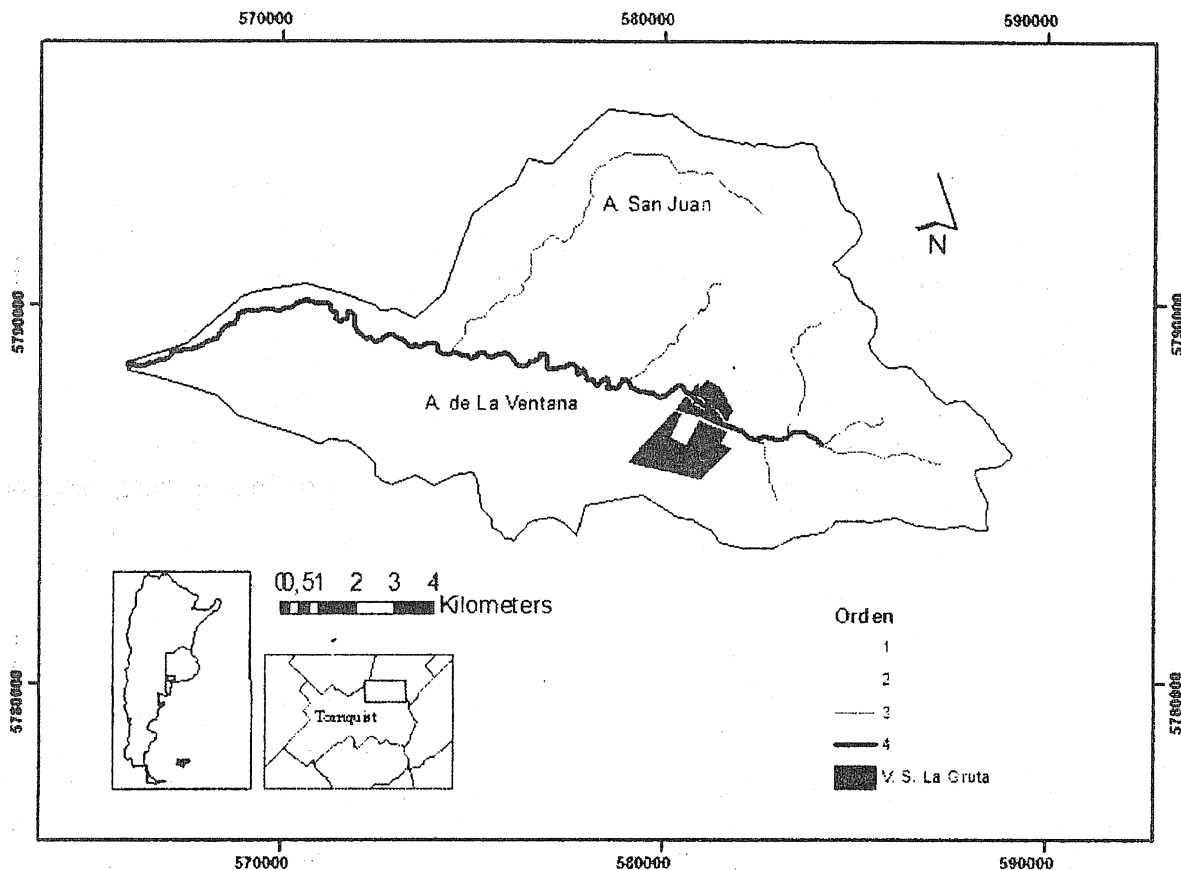 570000 580000 590000
A. San Juan
N
5790000 5790000
A. de La Ventana
00,51 2 3 4
Kilometers
Orden
1
2
3
4
V. S. La Gruta
Tornquist
5780000 5780000
570000 580000 590000